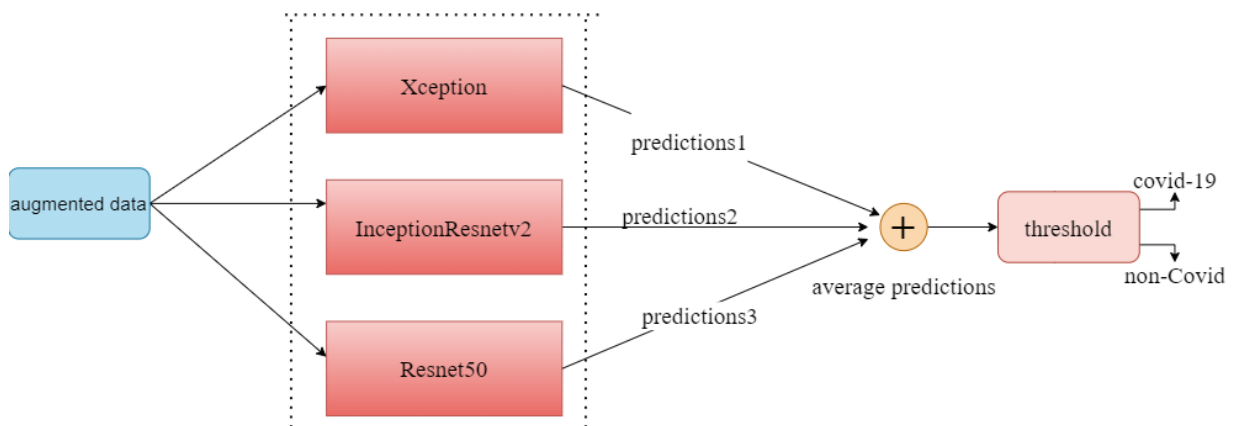 Xception
predictions1
augmented data
covid-19
InceptionResnetv2
predictions2
+
threshold
non-Covid
average predictions
predictions3
Resnet50